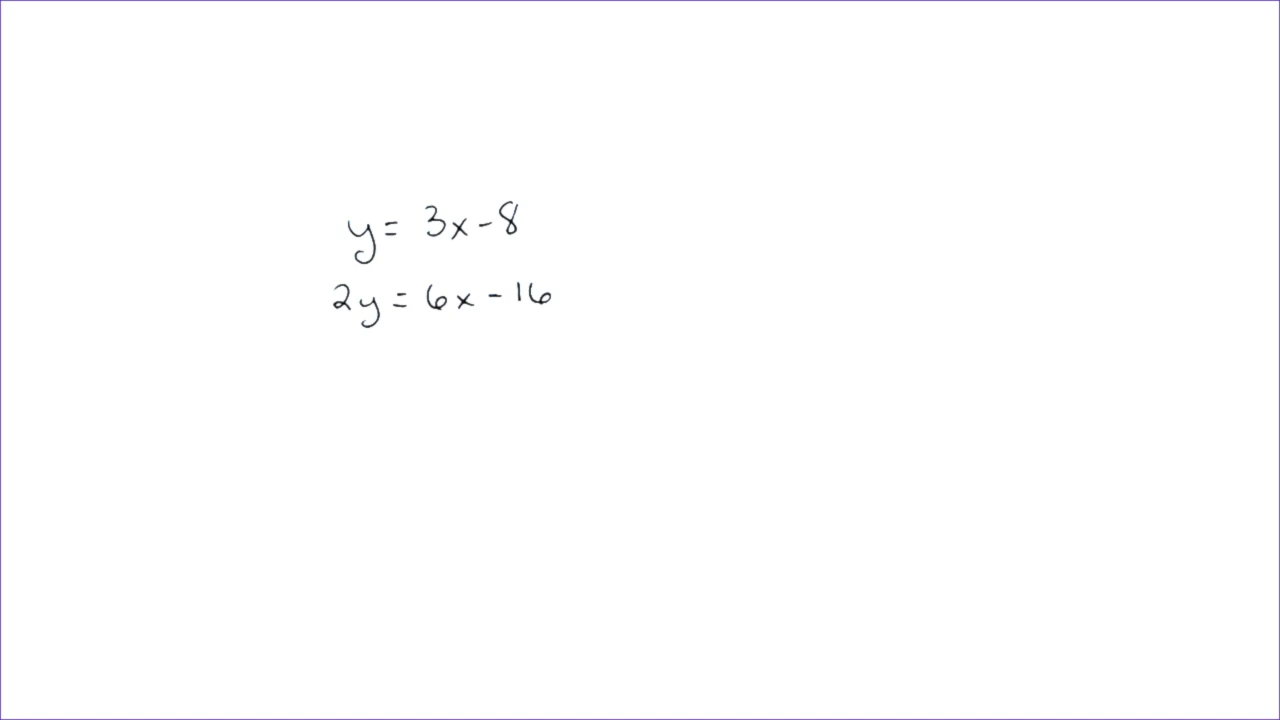 y = 3x - 8
2y = 6x - 16